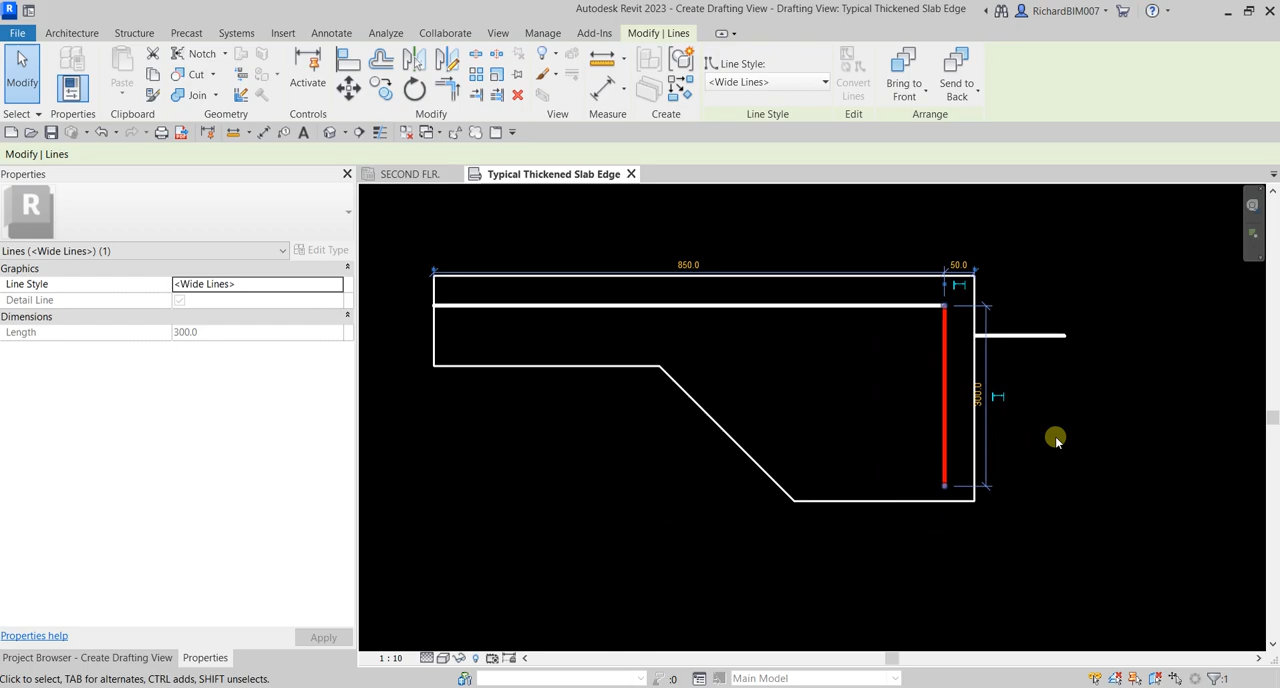 R
Autodesk Revit 2023 - Create Drafting View - Drafting View: Typical Thickened Slab Edge
RichardBIM007
File Architecture Structure Precast Systems Insert Annotate Analyze Collaborate View Manage Add-Ins Modify | Lines
Modify
Select
Properties
Paste
Clipboard
Notch
Cut
Join
Geometry
Activate
Controls
Modify
View
Measure
Create
Line Style:
<Wide Lines>
Line Style
Convert
Lines
Edit
Bring to
Front
Send to
Back
Arrange
Modify | Lines
Properties
SECOND FLR.
Typical Thickened Slab Edge
R
Lines (<Wide Lines>) (1)
Edit Type
Graphics
Line Style <Wide Lines>
Detail Line
Dimensions
Length 300.0
850.0
50.0
300.0
Properties help
Apply
Project Browser - Create Drafting View
Properties
1 : 10
Click to select, TAB for alternates, CTRL adds, SHIFT unselects.
:0
Main Model
:1